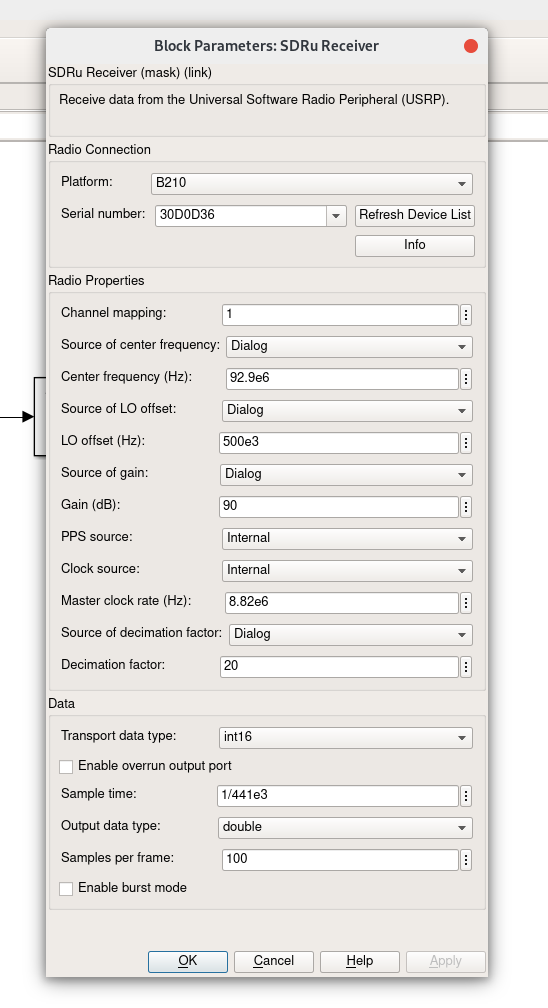 Block Parameters: SDRu Receiver
SDRu Receiver (mask) (link)
Receive data from the Universal Software Radio Peripheral (USRP).
Radio Connection
Platform: B210
Serial number: 30D0D36 Refresh Device List
Info
Radio Properties
Channel mapping: 1
Source of center frequency: Dialog
Center frequency (Hz): 92.9e6
Source of LO offset: Dialog
LO offset (Hz): 500e3
Source of gain: Dialog
Gain (dB): 90
PPS source: Internal
Clock source: Internal
Master clock rate (Hz): 8.82e6
Source of decimation factor: Dialog
Decimation factor: 20
Data
Transport data type: int16
Enable overrun output port
Sample time: 1/441e3
Output data type: double
Samples per frame: 100
Enable burst mode
OK Cancel Help Apply